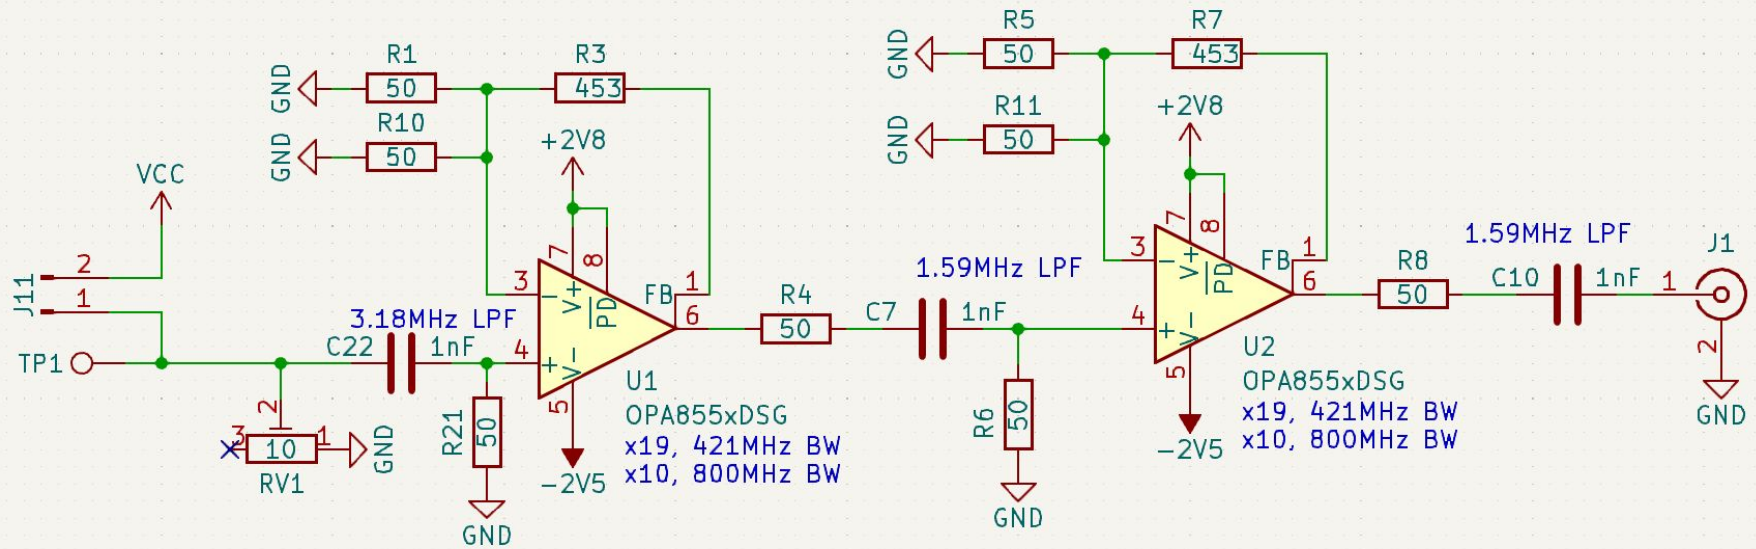 R5
R7
GND
50
453
R1
R3
GND
50
453
R11
+2V8
GND
50
R10
+2V8
GND
50
VCC
7
8
3
V+
PD
FB
1
1.59MHz LPF
J1
2
J11
1
7
8
3
V+
PD
FB
1
1.59MHz LPF
R8
C10
1nF
1
6
50
3.18MHz LPF
R4
C7
1nF
6
50
4
V-
U2
2
TP1
C22
1nF
4
V-
U1
5
OPA855xDSG
x19, 421MHz BW
x10, 800MHz BW
GND
2
5
OPA855xDSG
R6
50
-2V5
3
10
1
GND
R21
50
x19, 421MHz BW
x10, 800MHz BW
RV1
-2V5
GND
GND